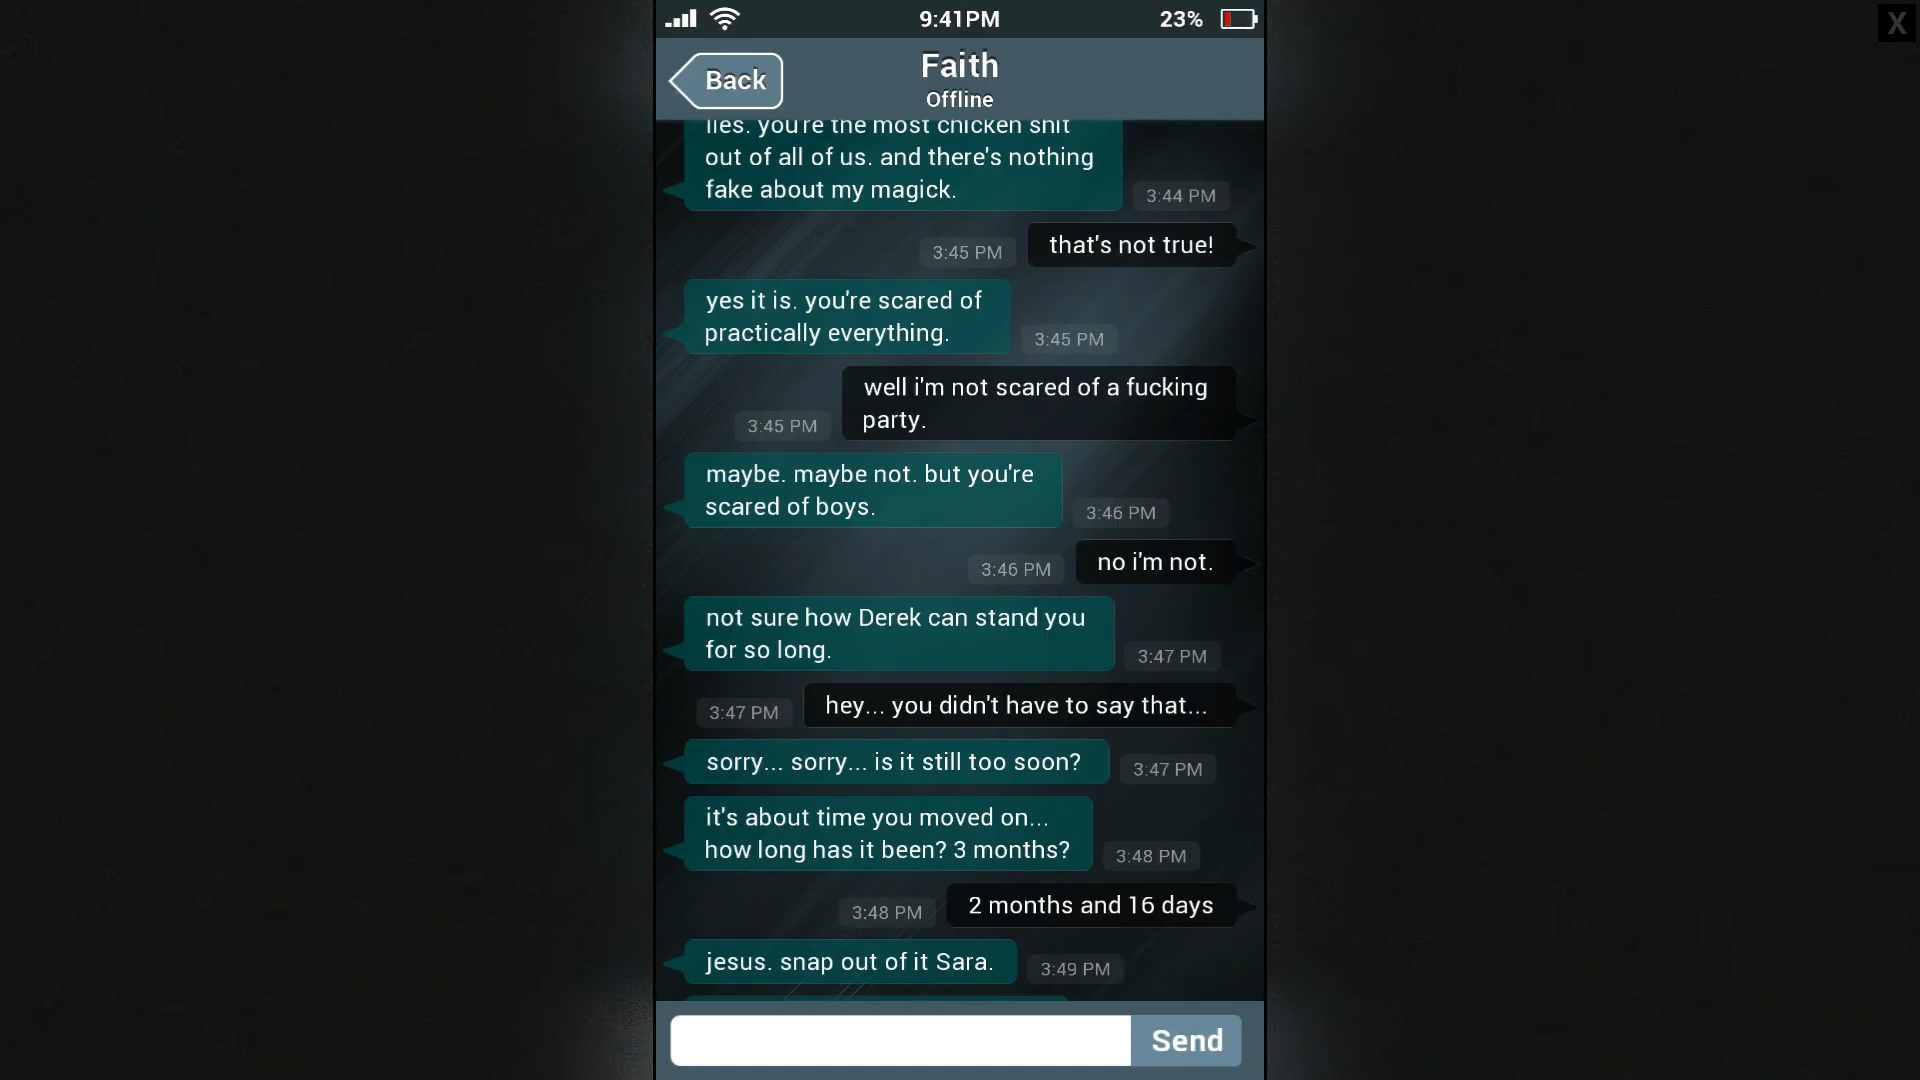 9:41PM
23%
X
Back
Faith
Offline
lies. you're the most chicken shit
out of all of us. and there's nothing
fake about my magick.
3:44 PM
that's not true!
3:45 PM
yes it is. you're scared of
practically everything.
3:45 PM
well i'm not scared of a fucking
party.
3:45 PM
maybe. maybe not. but you're
scared of boys.
3:46 PM
no i'm not.
3:46 PM
not sure how Derek can stand you
for so long.
3:47 PM
hey... you didn't have to say that...
3:47 PM
sorry... sorry... is it still too soon?
3:47 PM
it's about time you moved on...
how long has it been? 3 months?
3:48 PM
2 months and 16 days
3:48 PM
jesus. snap out of it Sara.
3:49 PM
Send